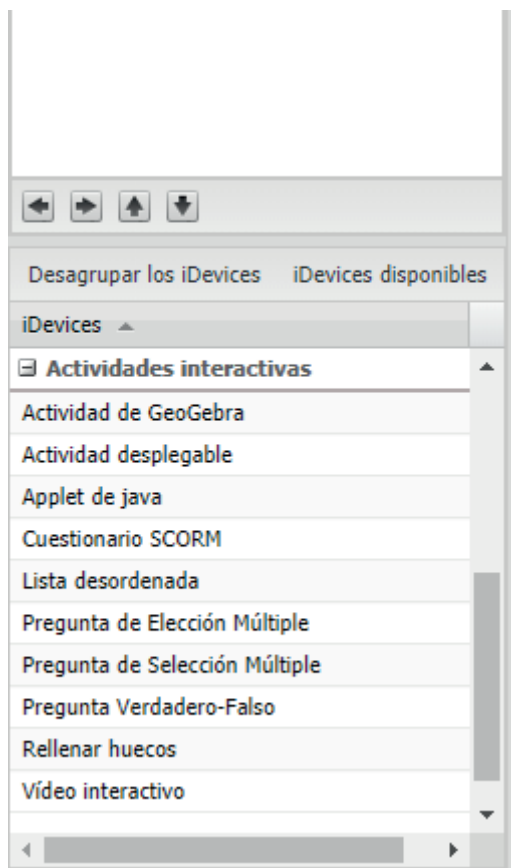 Desagrupar los iDevices iDevices disponibles
iDevices
Actividades interactivas
Actividad de GeoGebra
Actividad desplegable
Applet de java
Cuestionario SCORM
Lista desordenada
Pregunta de Elección Múltiple
Pregunta de Selección Múltiple
Pregunta Verdadero-Falso
Rellenar huecos
Vídeo interactivo